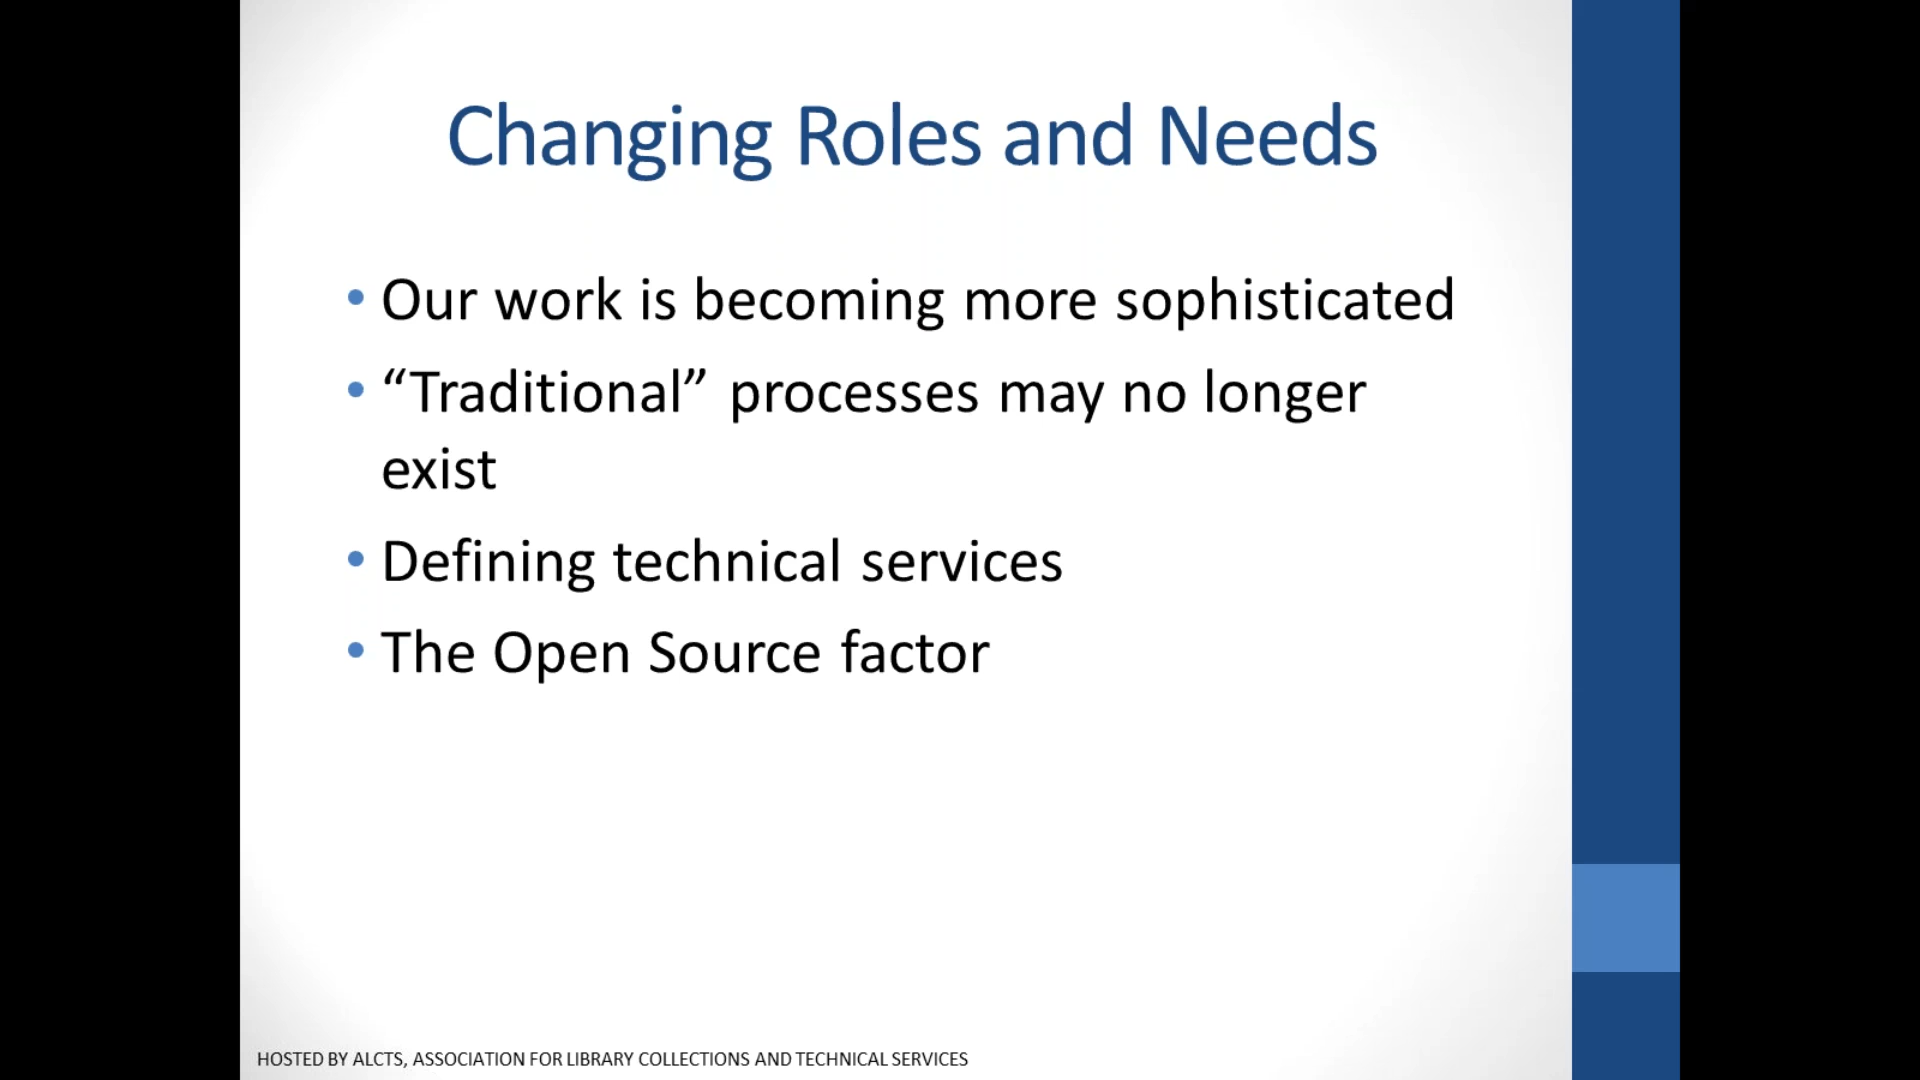 Changing Roles and Needs
• Our work is becoming more sophisticated
• “Traditional” processes may no longer
exist
• Defining technical services
• The Open Source factor
HOSTED BY ALCTS, ASSOCIATION FOR LIBRARY COLLECTIONS AND TECHNICAL SERVICES